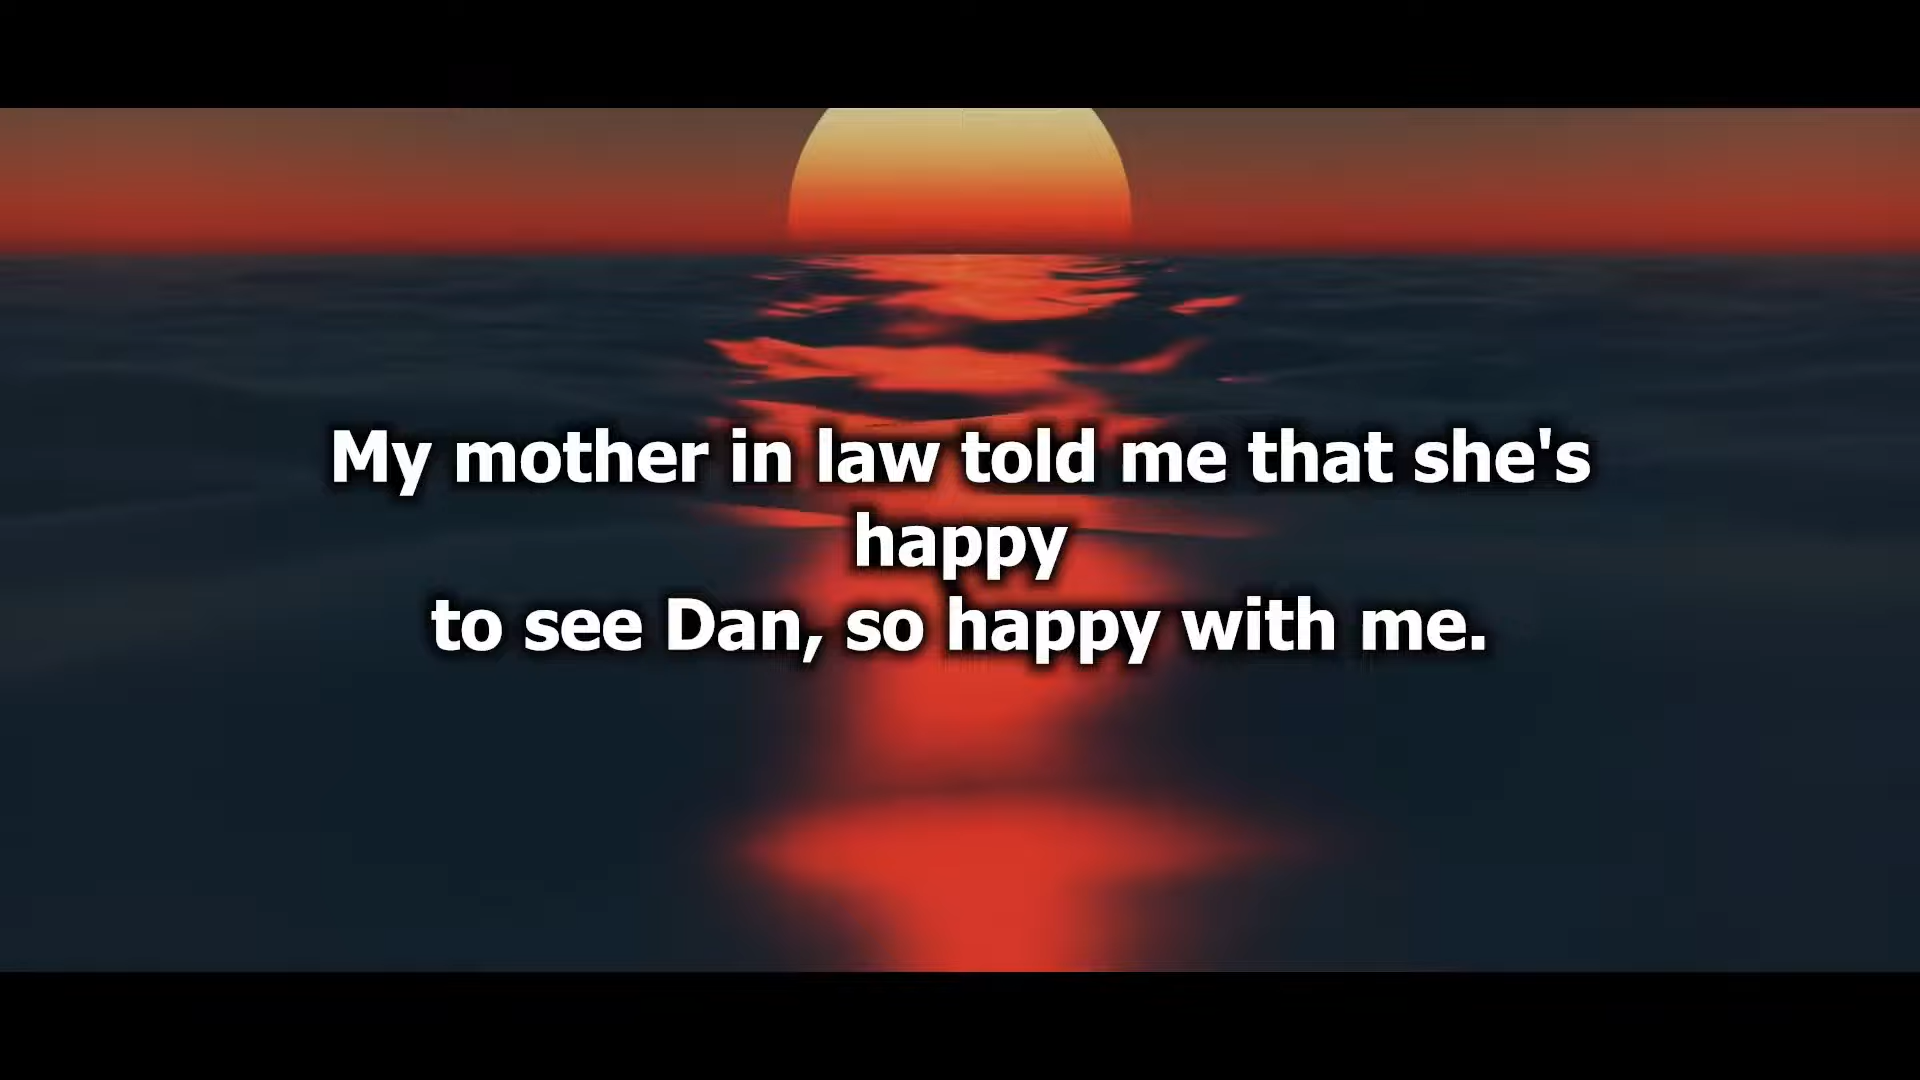 My mother in law told me that she's
happy
to see Dan, so happy with me.